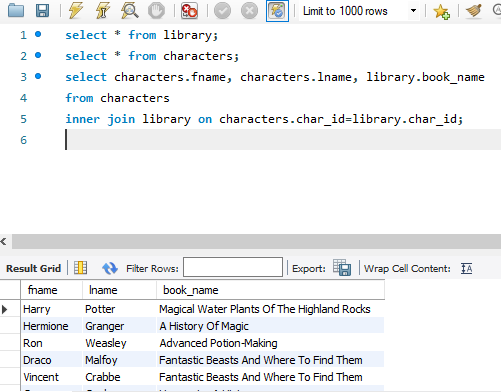 Limit to 1000 rows
1 select * from library;
2 select * from characters;
3 select characters.fname, characters.lname, library.book_name
4 from characters
5 inner join library on characters.char_id=library.char_id;
6
Result Grid Filter Rows: Export: Wrap Cell Content:
fname lname book_name
Harry Potter Magical Water Plants Of The Highland Rocks
Hermione Granger A History Of Magic
Ron Weasley Advanced Potion-Making
Draco Malfoy Fantastic Beasts And Where To Find Them
Vincent Crabbe Fantastic Beasts And Where To Find Them